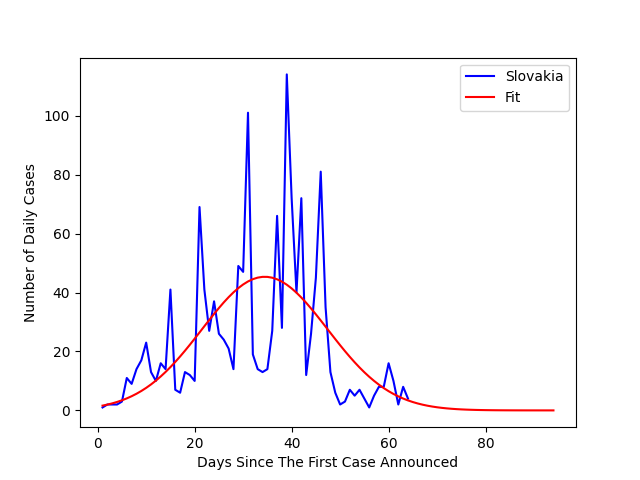 Slovakia
Fit
100
80
60
40
20
0
Number of Daily Cases
0 20 40 60 80
Days Since The First Case Announced